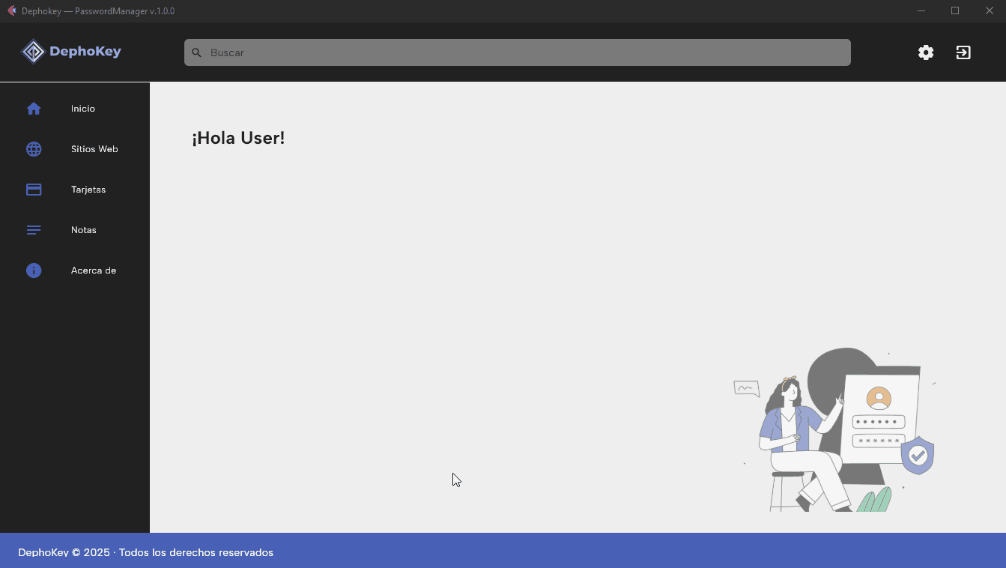 Dephokey — PasswordManager v.1.0.0
DephoKey
Buscar
Inicio
Sitios Web
Tarjetas
Notas
Acerca de
¡Hola User!
DephoKey © 2025 · Todos los derechos reservados